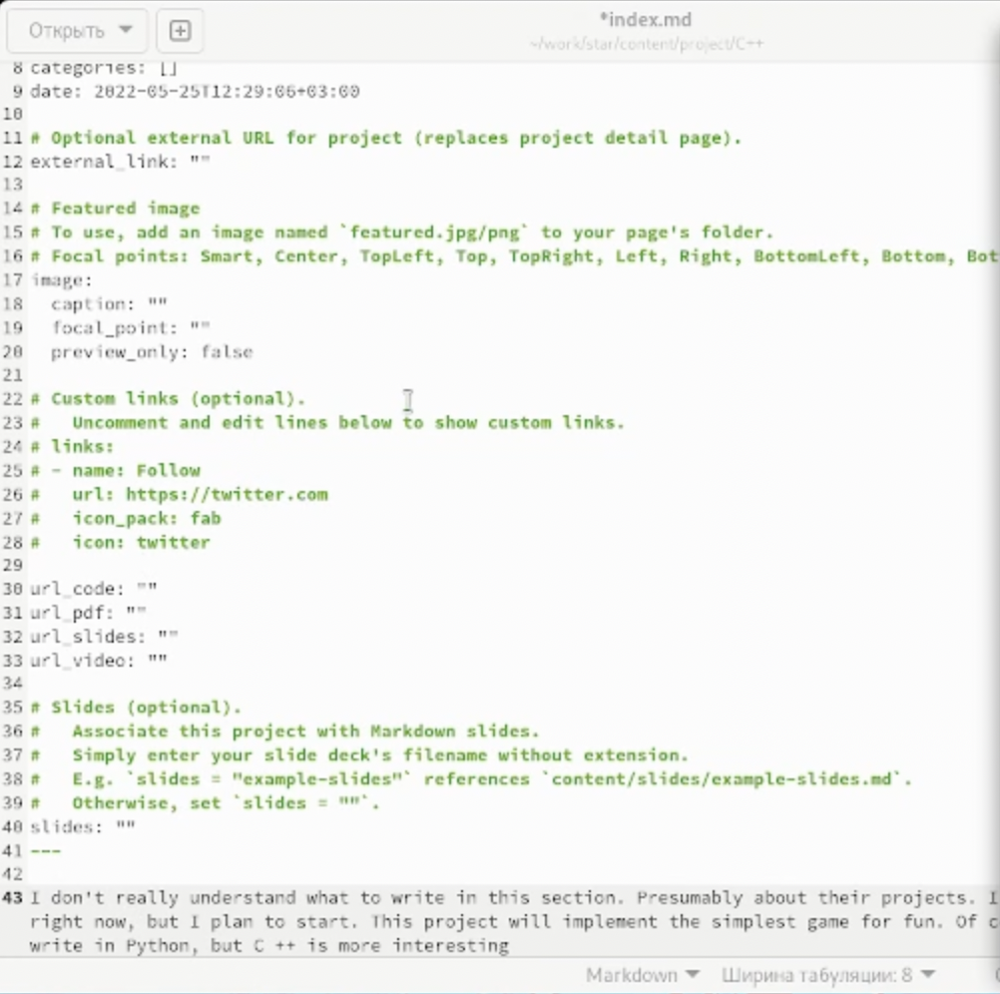 Открыть
*index.md
~/work/star/content/project/C++
8 categories: []
9 date: 2022-05-25T12:29:06+03:00
10
11 # Optional external URL for project (replaces project detail page).
12 external_link: ""
13
14 # Featured image
15 # To use, add an image named `featured.jpg/png` to your page's folder.
16 # Focal points: Smart, Center, TopLeft, Top, TopRight, Left, Right, BottomLeft, Bottom, Bot
17 image:
18   caption: ""
19   focal_point: ""
20   preview_only: false
21
22 # Custom links (optional).
23 #   Uncomment and edit lines below to show custom links.
24 # links:
25 # - name: Follow
26 #   url: https://twitter.com
27 #   icon_pack: fab
28 #   icon: twitter
29
30 url_code: ""
31 url_pdf: ""
32 url_slides: ""
33 url_video: ""
34
35 # Slides (optional).
36 #   Associate this project with Markdown slides.
37 #   Simply enter your slide deck's filename without extension.
38 #   E.g. `slides = "example-slides"` references `content/slides/example-slides.md`.
39 #   Otherwise, set `slides = ""`.
40 slides: ""
41 ---
42
43 I don't really understand what to write in this section. Presumably about their projects. I
right now, but I plan to start. This project will implement the simplest game for fun. Of c
write in Python, but C ++ is more interesting
Markdown Ширина табуляции: 8